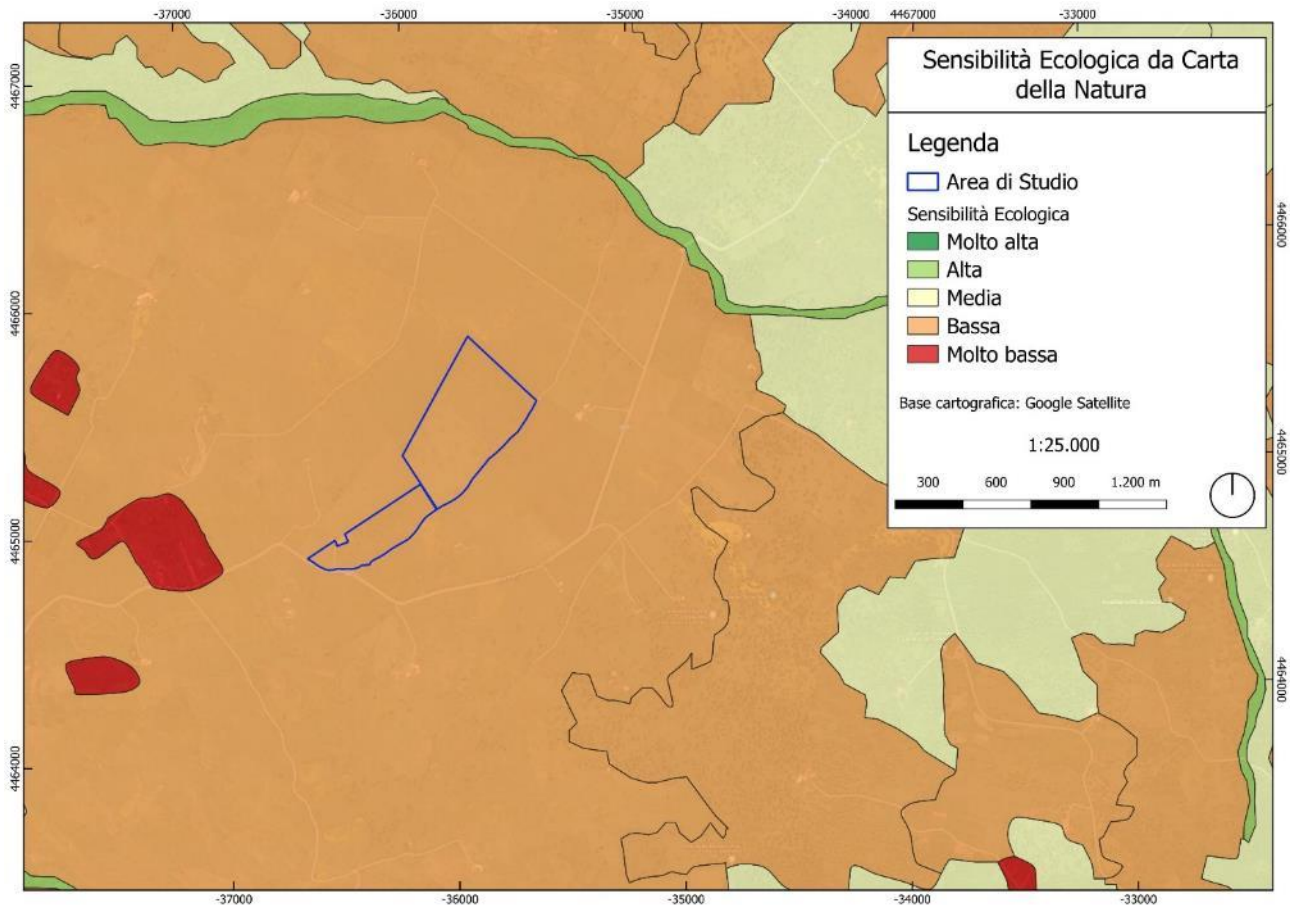 -37000 -36000 -35000 -34000 4467000 -33000
Sensibilità Ecologica da Carta
della Natura
Legenda
Area di Studio
Sensibilità Ecologica
Molto alta
Alta
Media
Bassa
Molto bassa
Base cartografica: Google Satellite
1:25.000
300 600 900 1.200 m
4467000
4466000
4465000
4464000
4466000
4465000
4464000
-37000 -36000 -35000 -34000 -33000